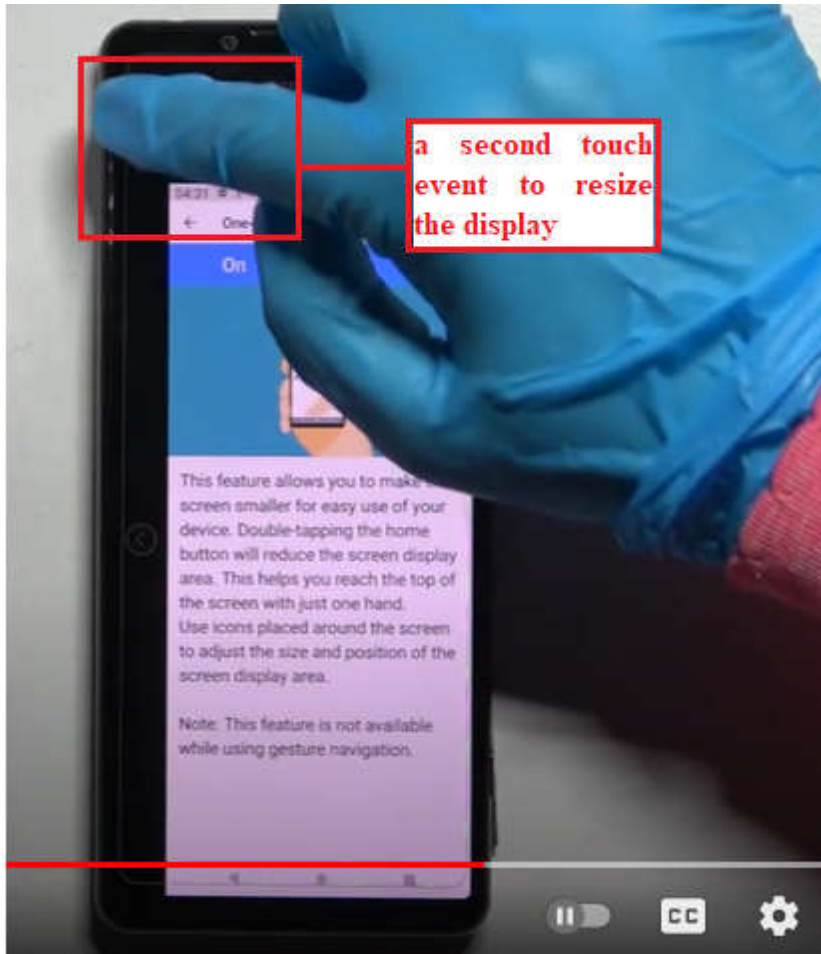 a second touch
event to resize
the display
04:21
One-
On
This feature allows you to make
screen smaller for easy use of your
device. Double-tapping the home
button will reduce the screen display
area. This helps you reach the top of
the screen with just one hand.
Use icons placed around the screen
to adjust the size and position of the
screen display area.
Note: This feature is not available
while using gesture navigation.
CC